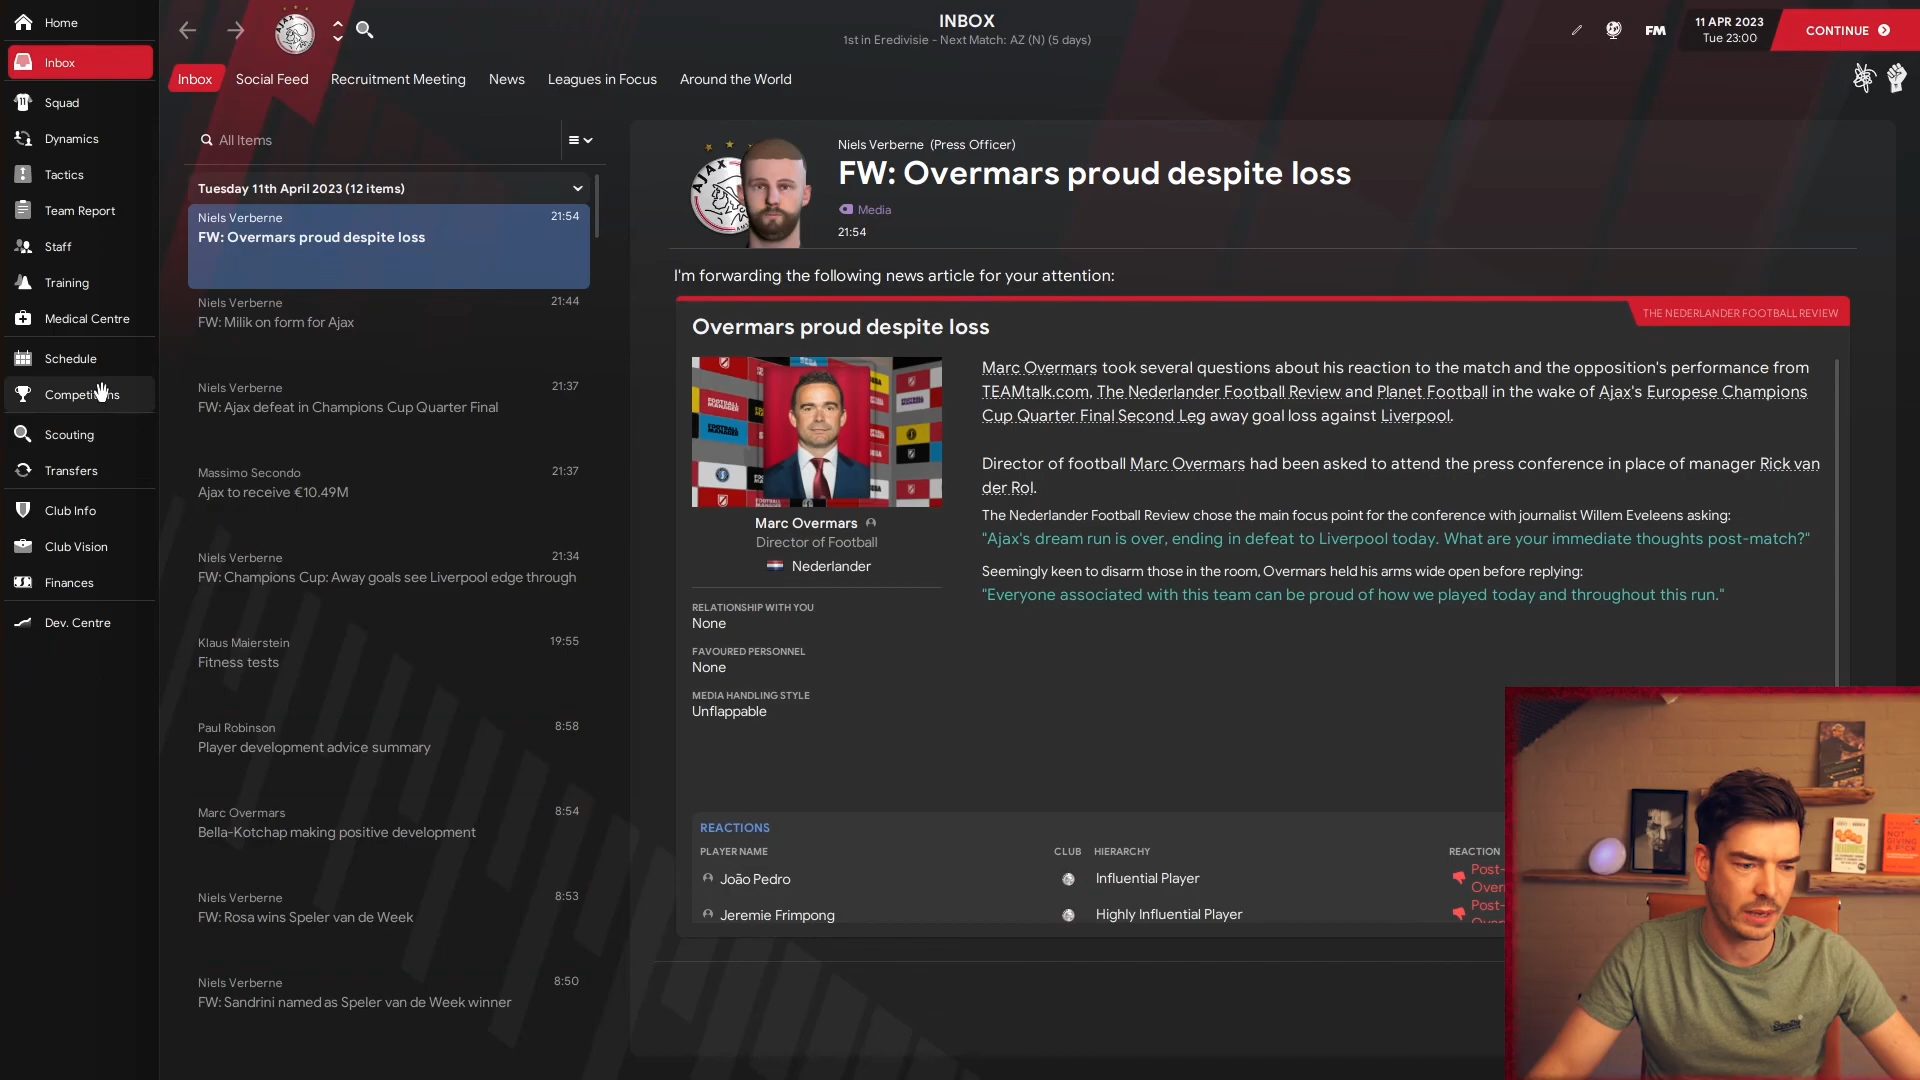 Home
Inbox
Squad
Dynamics
Tactics
Team Report
Staff
Training
Medical Centre
Schedule
Scouting
Transfers
Club Info
Club Vision
Finances
Dev. Centre
INBOX
1st in Eredivisie - Next Match: AZ (N) (5 days)
FM
11 APR 2023
Tue 23:00
CONTINUE
Inbox
Social Feed
Recruitment Meeting
News
Leagues in Focus
Around the World
All Items
Tuesday 11th April 2023 (12 items)
Niels Verberne 21:54
FW: Overmars proud despite loss
Niels Verberne 21:44
FW: Milik on form for Ajax
Niels Verberne 21:37
FW: Ajax defeat in Champions Cup Quarter Final
Massimo Secondo 21:37
Ajax to receive €10.49M
Niels Verberne 21:34
FW: Champions Cup: Away goals see Liverpool edge through
Klaus Maierstein 19:55
Fitness tests
Paul Robinson 8:58
Player development advice summary
Marc Overmars 8:54
Bella-Kotchap making positive development
Niels Verberne 8:53
FW: Rosa wins Speler van de Week
Niels Verberne 8:50
FW: Sandrini named as Speler van de Week winner
AJAX
Niels Verberne (Press Officer)
FW: Overmars proud despite loss
Media
21:54
I'm forwarding the following news article for your attention:
THE NEDERLANDER FOOTBALL REVIEW
Overmars proud despite loss
Marc Overmars
Director of Football
Nederlander
RELATIONSHIP WITH YOU
None
FAVOURED PERSONNEL
None
MEDIA HANDLING STYLE
Unflappable
Marc Overmars took several questions about his reaction to the match and the opposition's performance from
TEAMtalk.com, The Nederlander Football Review and Planet Football in the wake of Ajax's Europese Champions
Cup Quarter Final Second Leg away goal loss against Liverpool.
Director of football Marc Overmars had been asked to attend the press conference in place of manager Rick van
der Rol.
The Nederlander Football Review chose the main focus point for the conference with journalist Willem Eveleens asking:
"Ajax's dream run is over, ending in defeat to Liverpool today. What are your immediate thoughts post-match?"
Seemingly keen to disarm those in the room, Overmars held his arms wide open before replying:
"Everyone associated with this team can be proud of how we played today and throughout this run."
REACTIONS
PLAYER NAME CLUB HIERARCHY REACTION
João Pedro Influential Player Post-
Over
Jeremie Frimpong Highly Influential Player Post-